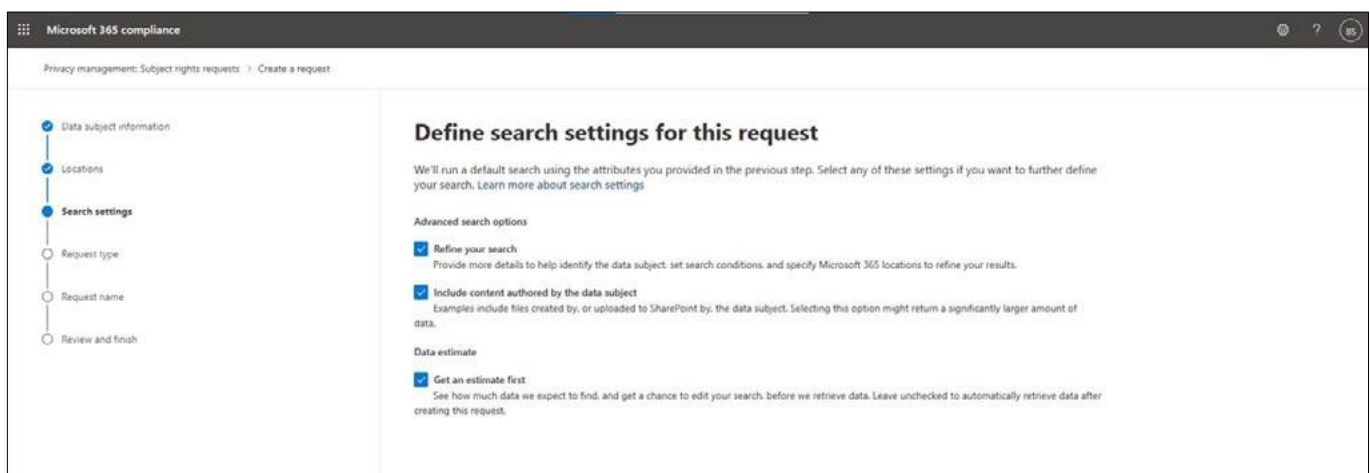 Microsoft 365 compliance
?
BS
Privacy management: Subject rights requests > Create a request
Data subject information
Locations
Search settings
Request type
Request name
Review and finish
Define search settings for this request
We'll run a default search using the attributes you provided in the previous step. Select any of these settings if you want to further define
your search. Learn more about search settings
Advanced search options
Refine your search
Provide more details to help identify the data subject, set search conditions, and specify Microsoft 365 locations to refine your results.
Include content authored by the data subject
Examples include files created by, or uploaded to SharePoint by, the data subject. Selecting this option might return a significantly larger amount of
data.
Data estimate
Get an estimate first
See how much data we expect to find, and get a chance to edit your search, before we retrieve data. Leave unchecked to automatically retrieve data after
creating this request.